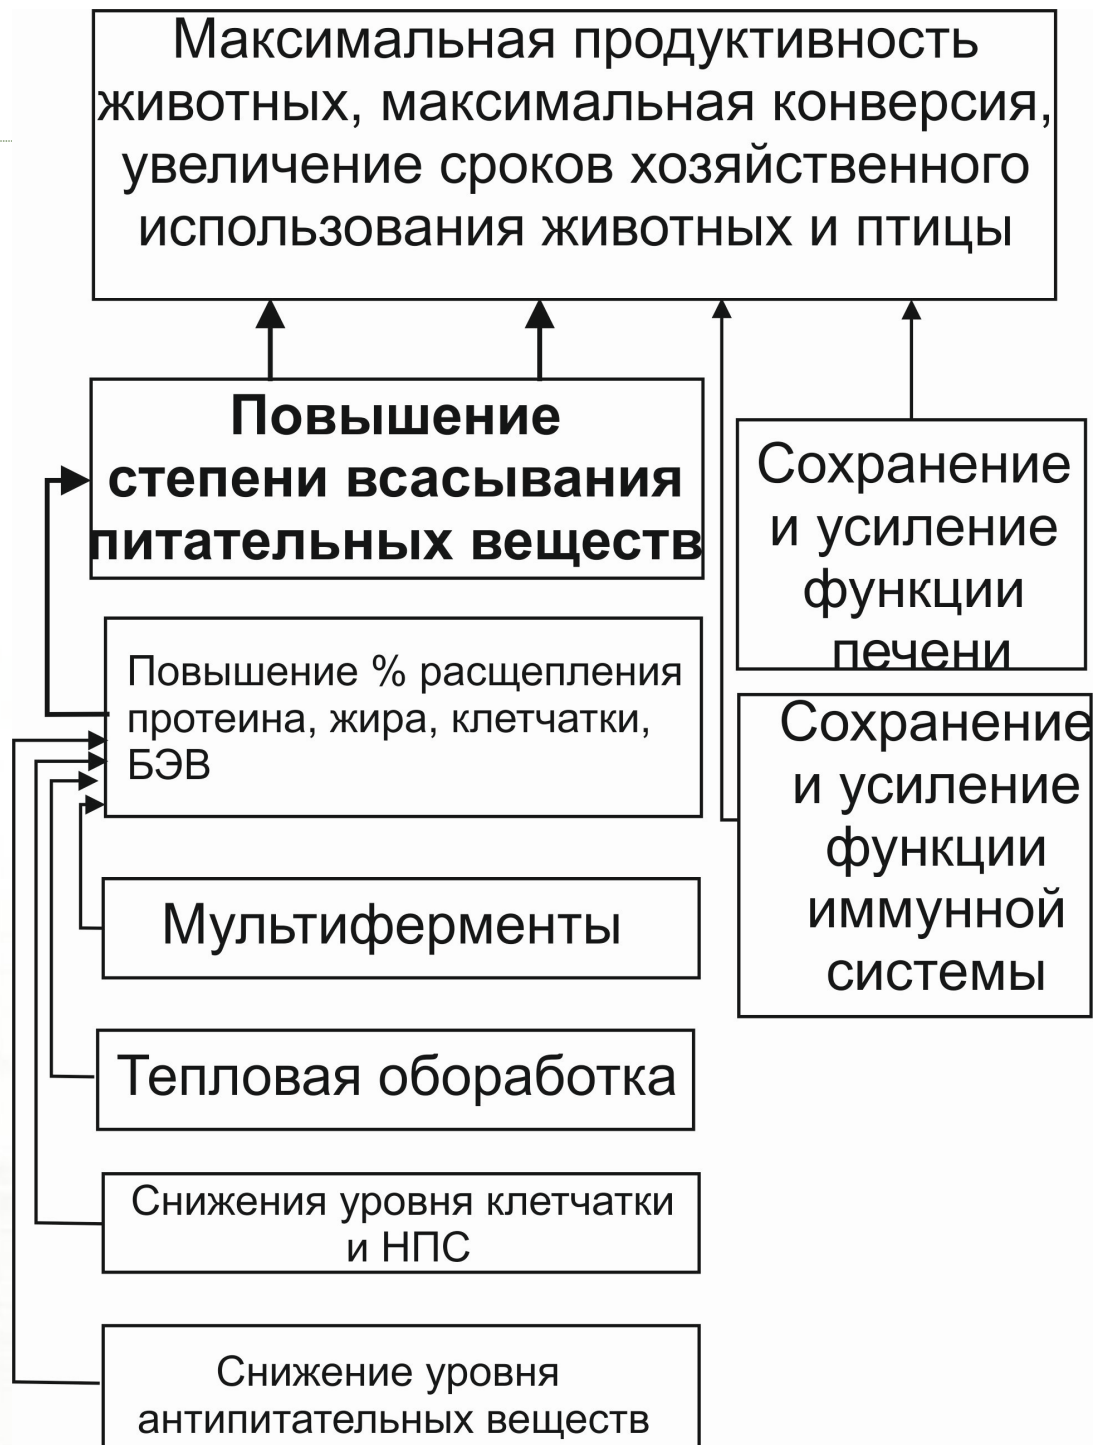 Максимальная продуктивность
животных, максимальная конверсия,
увеличение сроков хозяйственного
использования животных и птицы
Повышение
степени всасывания
питательных веществ
Сохранение
и усиление
функции
печени
Повышение % расщепления
протеина, жира, клетчатки,
БЭВ
Сохранение
и усиление
функции
иммунной
системы
Мультиферменты
Тепловая обоработка
Снижения уровня клетчатки
и НПС
Снижение уровня
антипитательных веществ